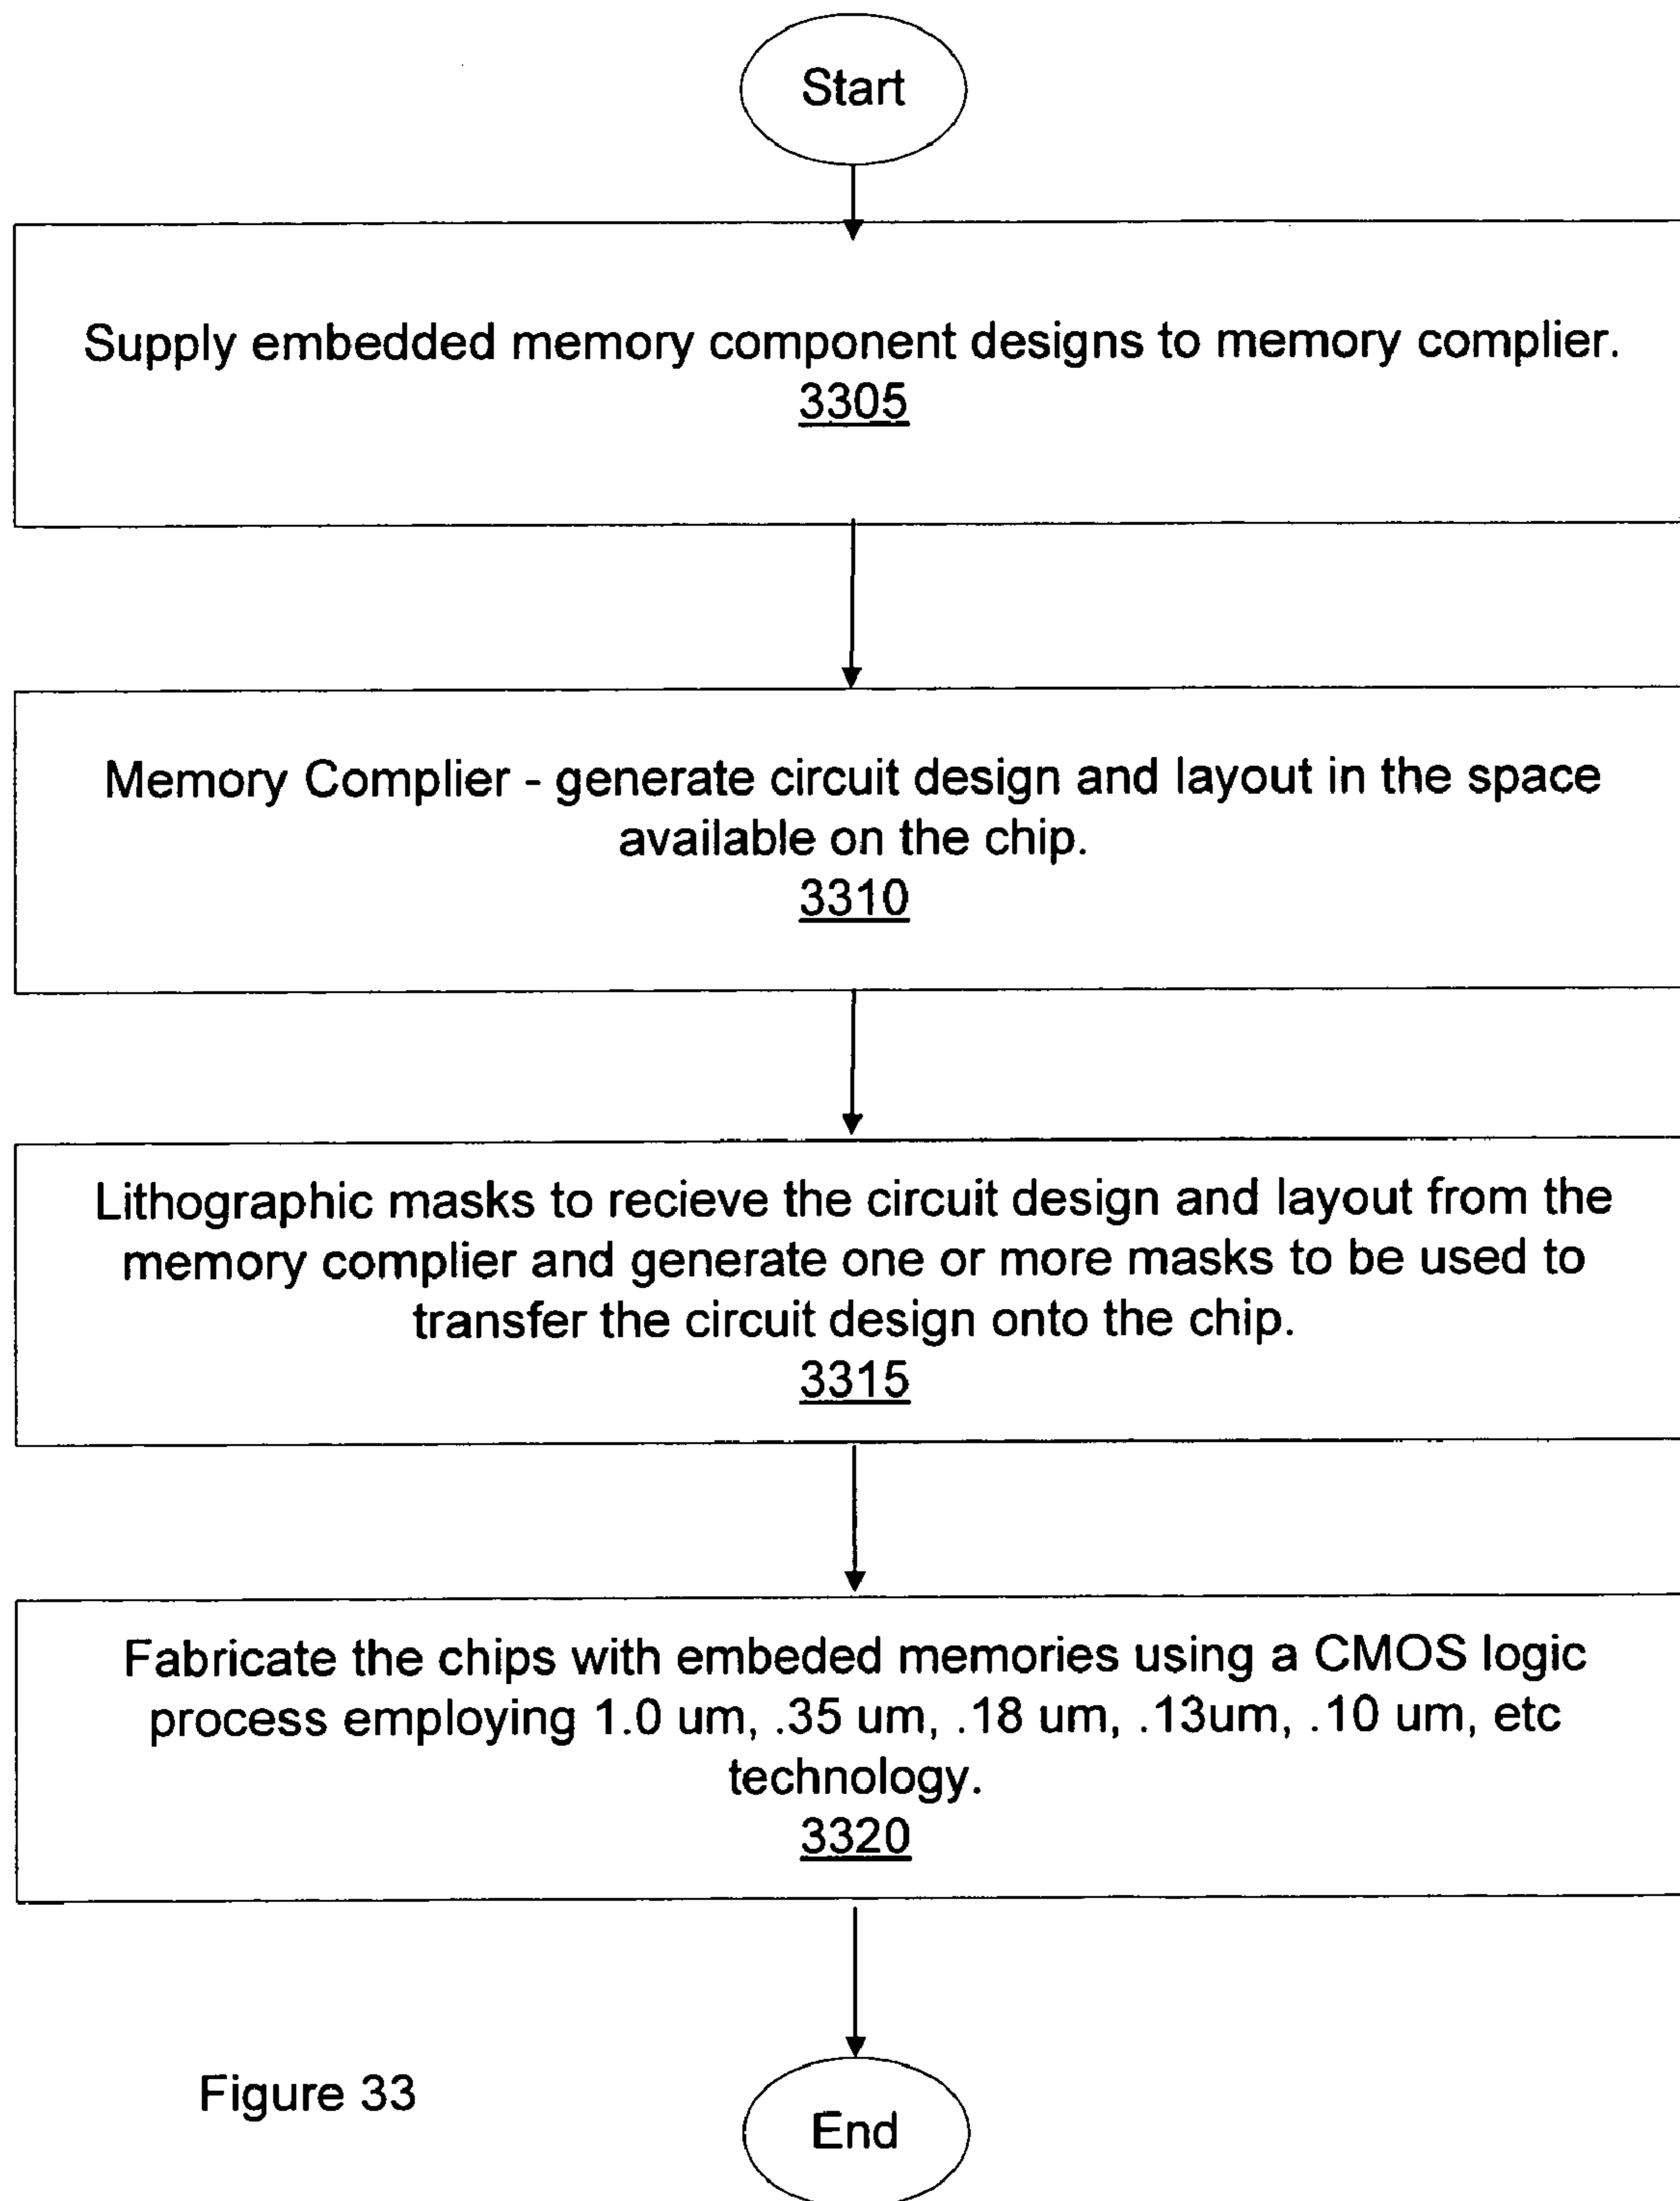 Start
Supply embedded memory component designs to memory complier.
3305
Memory Complier - generate circuit design and layout in the space
available on the chip.
3310
Lithographic masks to recieve the circuit design and layout from the
memory complier and generate one or more masks to be used to
transfer the circuit design onto the chip.
3315
Fabricate the chips with embeded memories using a CMOS logic
process employing 1.0 um, .35 um, .18 um, .13um, .10 um, etc
technology.
3320
Figure 33
End